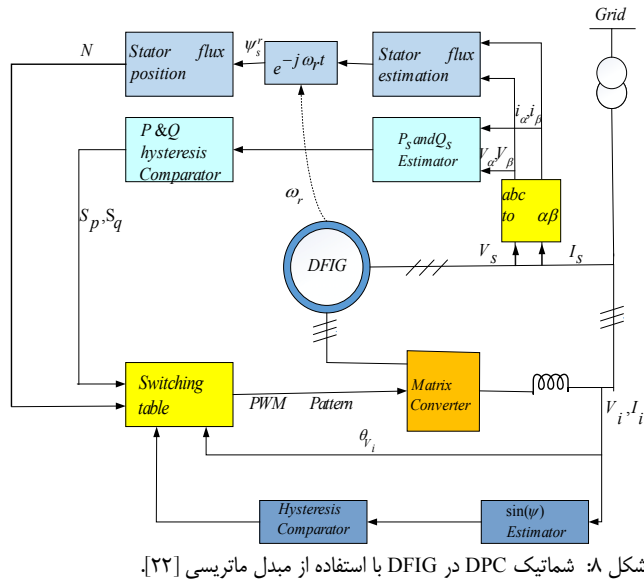 Grid
N
Stator flux
position
ψ_s^r
e^{-j ω_r t}
Stator flux
estimation
i_α,i_β
P &Q
hysteresis
Comparator
P_s and Q_s
Estimator
V_α,V_β
ω_r
abc
to αβ
S_p,S_q
DFIG
V_s
I_s
Switching
table
PWM Pattern
Matrix
Converter
V_i,I_i
θ_{V_i}
Hysteresis
Comparator
sin(ψ)
Estimator
شکل ۸: شماتیک DPC در DFIG با استفاده از مبدل ماتریسی [۲۲].